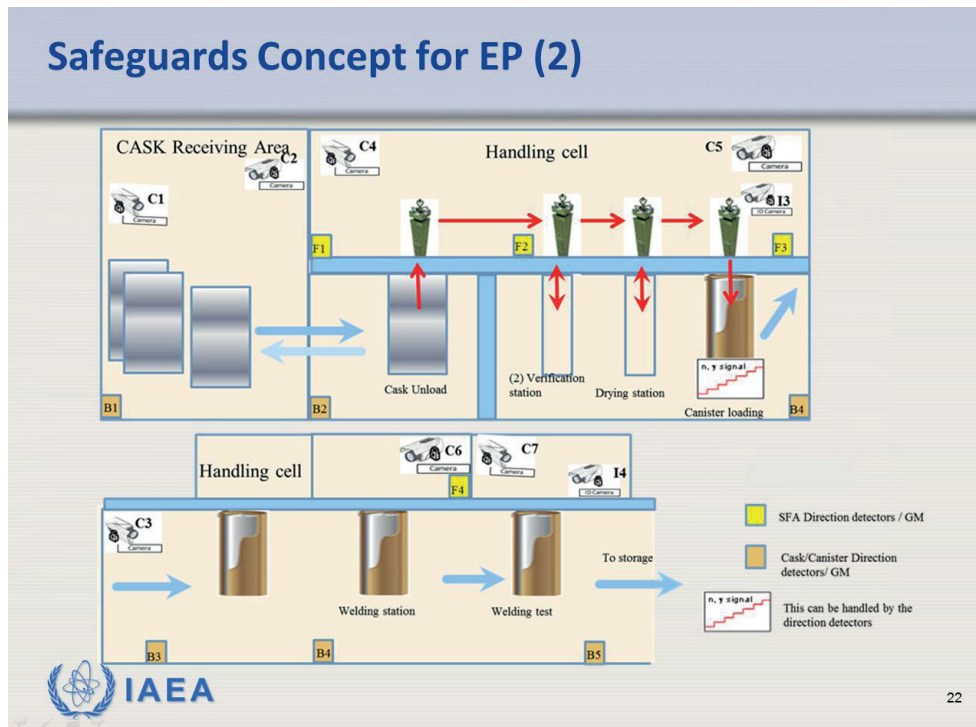 Safeguards Concept for EP (2)
CASK Receiving Area
C1
Camera
C2
Camera
C4
Camera
Handling cell
C5
Camera
I3
ID Camera
F1
F2
F3
B1
B2
Cask Unload
(2) Verification
station
Drying station
n, γ signal
Canister loading
B4
Handling cell
C6
Camera
F4
C7
Camera
I4
ID Camera
C3
Camera
Welding station
Welding test
To storage
B3
B4
B5
SFA Direction detectors / GM
Cask/Canister Direction
detectors/ GM
n, γ signal
This can be handled by the
direction detectors
IAEA
22